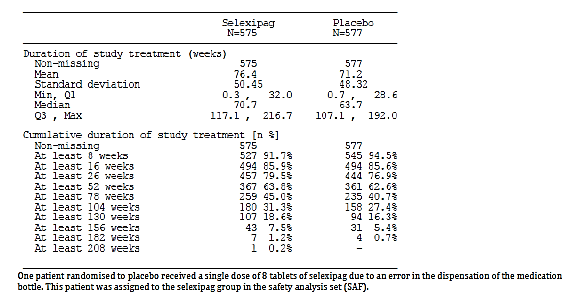 Selexipag Placebo
N=575 N=577
Duration of study treatment (weeks)
Non-missing 575 577
Mean 76.4 71.2
Standard deviation 50.45 48.32
Min, Q1 0.3 , 32.0 0.7 , 28.6
Median 70.7 63.7
Q3 , Max 117.1 , 216.7 107.1 , 192.0
Cumulative duration of study treatment [n %]
Non-missing 575 577
At least 8 weeks 527 91.7% 545 94.5%
At least 16 weeks 494 85.9% 494 85.6%
At least 26 weeks 457 79.5% 444 76.9%
At least 52 weeks 367 63.8% 361 62.6%
At least 78 weeks 259 45.0% 235 40.7%
At least 104 weeks 180 31.3% 158 27.4%
At least 130 weeks 107 18.6% 94 16.3%
At least 156 weeks 43 7.5% 31 5.4%
At least 182 weeks 7 1.2% 4 0.7%
At least 208 weeks 1 0.2% -
One patient randomised to placebo received a single dose of 8 tablets of selexipag due to an error in the dispensation of the medication
bottle. This patient was assigned to the selexipag group in the safety analysis set (SAF).